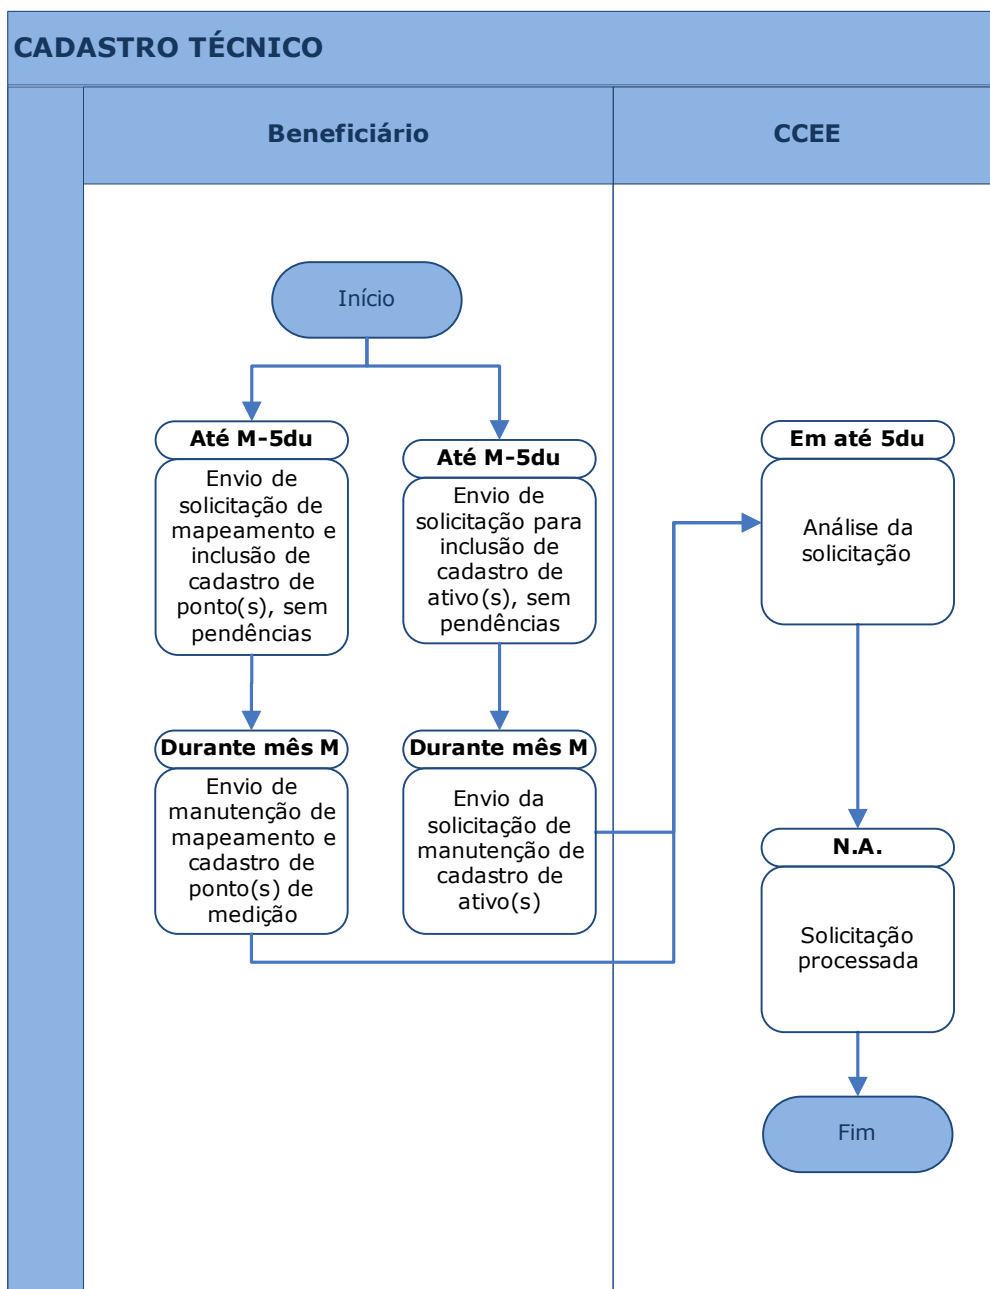 CADASTRO TÉCNICO
Beneficiário
CCEE
Início
Até M-5du
Envio de
solicitação de
mapeamento e
inclusão de
cadastro de
ponto(s), sem
pendências
Até M-5du
Envio de
solicitação para
inclusão de
cadastro de
ativo(s), sem
pendências
Em até 5du
Análise da
solicitação
Durante mês M
Envio de
manutenção de
mapeamento e
cadastro de
ponto(s) de
medição
Durante mês M
Envio da
solicitação de
manutenção de
cadastro de
ativo(s)
N.A.
Solicitação
processada
Fim